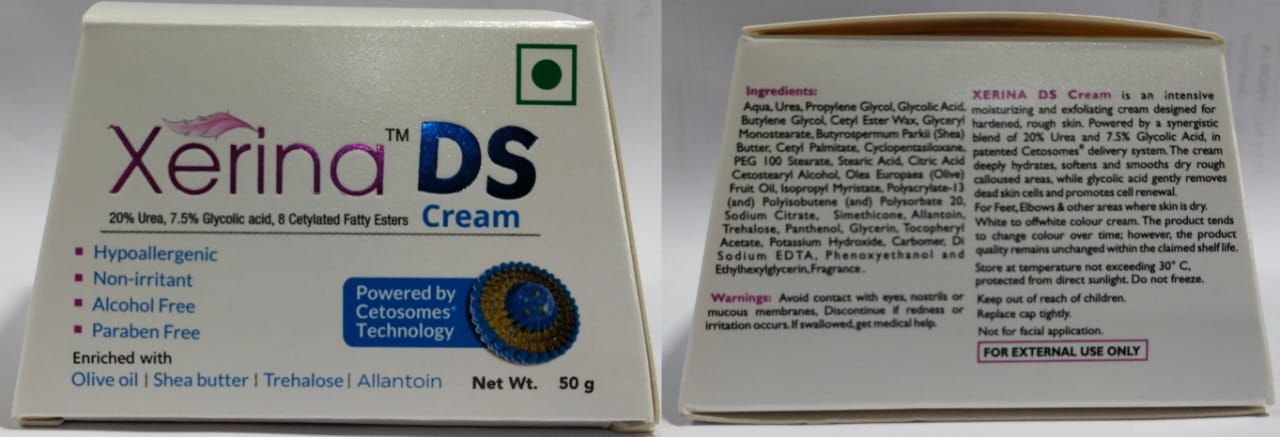 Xerina™ DS
20% Urea, 7.5% Glycolic acid, 8 Cetylated Fatty Esters
Cream
Hypoallergenic
Non-irritant
Alcohol Free
Paraben Free
Powered by
Cetosomes®
Technology
Enriched with
Olive oil | Shea butter | Trehalose | Allantoin
Net Wt. 50 g
Ingredients:
Aqua, Urea, Propylene Glycol, Glycolic Acid,
Butylene Glycol, Cetyl Ester Wax, Glyceryl
Monostearate, Butyrospermum Parkii (Shea)
Butter, Cetyl Palmitate, Cyclopentasiloxane,
PEG 100 Stearate, Stearic Acid, Citric Acid
Cetostearyl Alcohol, Olea Europaea (Olive)
Fruit Oil, Isopropyl Myristate, Polyacrylate-13
(and) Polyisobutene (and) Polysorbate 20,
Sodium Citrate, Simethicone, Allantoin,
Trehalose, Panthenol, Glycerin, Tocopheryl
Acetate, Potassium Hydroxide, Carbomer, Di
Sodium EDTA, Phenoxyethanol and
Ethylhexylglycerin, Fragrance.
Warnings: Avoid contact with eyes, nostrils or
mucous membranes, Discontinue if redness or
irritation occurs. If swallowed, get medical help.
XERINA DS Cream is an intensive
moisturizing and exfoliating cream designed for
hardened, rough skin. Powered by a synergistic
blend of 20% Urea and 7.5% Glycolic Acid, in
patented Cetosomes® delivery system. The cream
deeply hydrates, softens and smooths dry rough
calloused areas, while glycolic acid gently removes
dead skin cells and promotes cell renewal.
For Feet, Elbows & other areas where skin is dry.
White to offwhite colour cream. The product tends
to change colour over time; however, the product
quality remains unchanged within the claimed shelf life.
Store at temperature not exceeding 30° C,
protected from direct sunlight. Do not freeze.
Keep out of reach of children.
Replace cap tightly.
Not for facial application.
FOR EXTERNAL USE ONLY